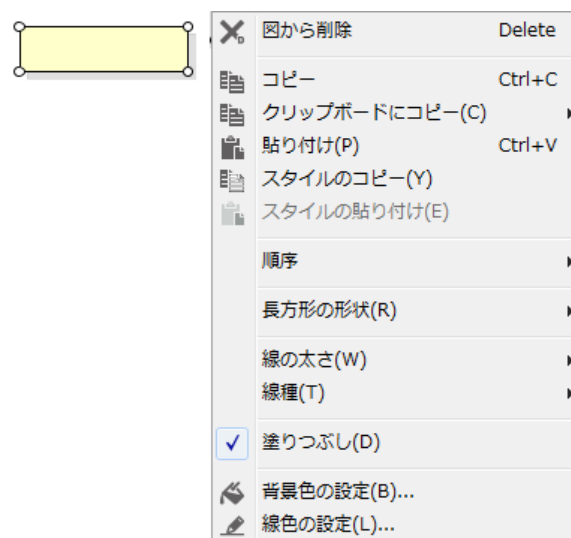 図から削除 Delete
コピー Ctrl+C
クリップボードにコピー(C)
貼り付け(P) Ctrl+V
スタイルのコピー(Y)
スタイルの貼り付け(E)
順序
長方形の形状(R)
線の太さ(W)
線種(T)
塗りつぶし(D)
背景色の設定(B)...
線色の設定(L)...